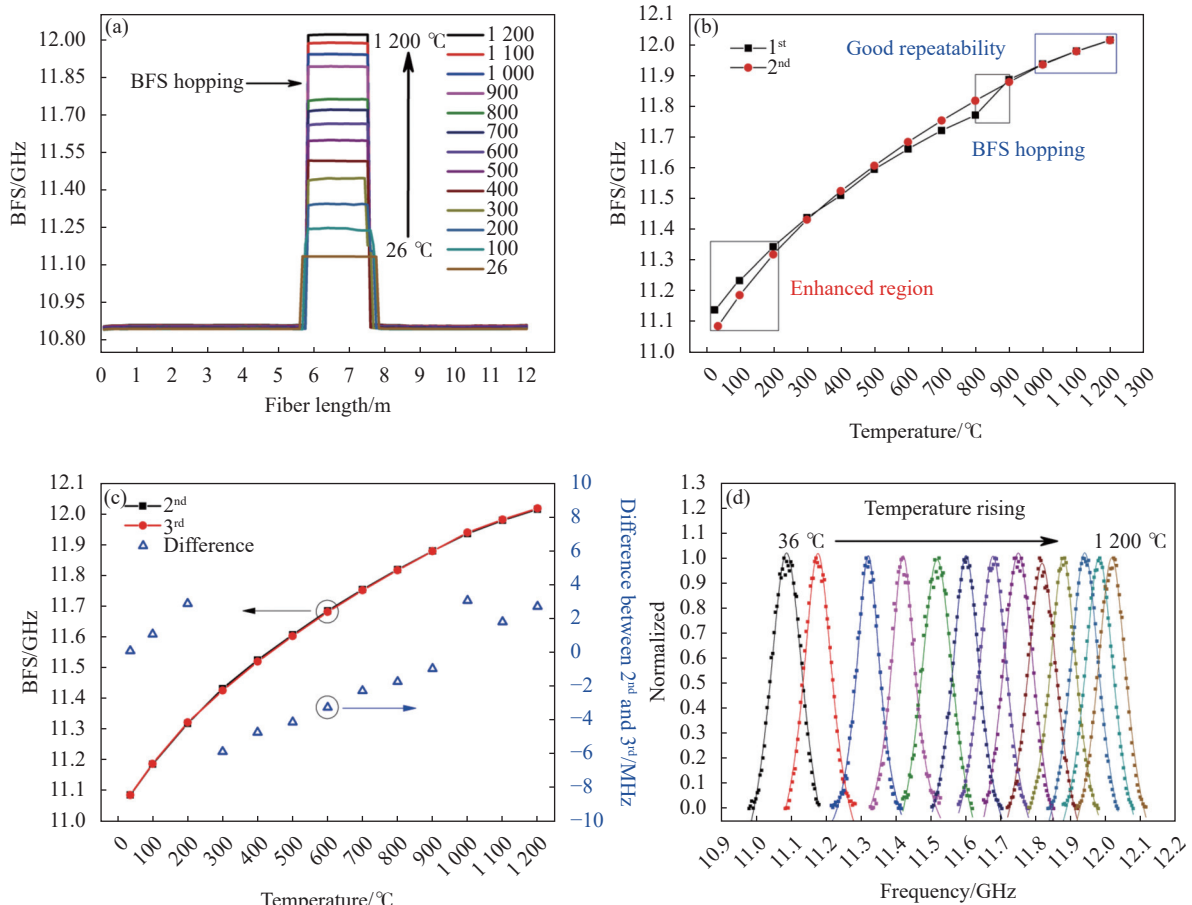 (a)
BFS/GHz
12.00
11.85
11.70
11.55
11.40
11.25
11.10
10.95
10.80
BFS hopping
1 200 ℃
26 ℃
1 200
1 100
1 000
900
800
700
600
500
400
300
200
100
26
0 1 2 3 4 5 6 7 8 9 10 11 12
Fiber length/m
(b)
BFS/GHz
12.1
12.0
11.9
11.8
11.7
11.6
11.5
11.4
11.3
11.2
11.1
11.0
1st
2nd
Good repeatability
BFS hopping
Enhanced region
0 100 200 300 400 500 600 700 800 900 1 000 1 100 1 200 1 300
Temperature/℃
(c)
BFS/GHz
12.1
12.0
11.9
11.8
11.7
11.6
11.5
11.4
11.3
11.2
11.1
11.0
2nd
3rd
Difference
10
8
6
4
2
0
−2
−4
−6
−8
−10
Difference between 2nd and 3rd/MHz
0 100 200 300 400 500 600 700 800 900 1 000 1 100 1 200
Temperature/℃
(d)
Normalized
1.3
1.2
1.1
1.0
0.9
0.8
0.7
0.6
0.5
0.4
0.3
0.2
0.1
0.0
Temperature rising
36 ℃
1 200 ℃
10.9 11.0 11.1 11.2 11.3 11.4 11.5 11.6 11.7 11.8 11.9 12.0 12.1 12.2
Frequency/GHz